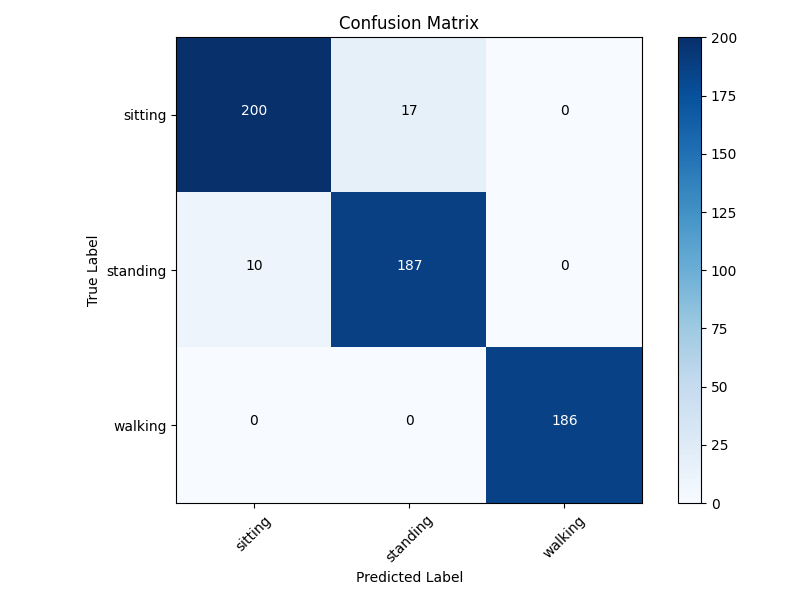 Confusion Matrix
True Label
sitting
200 17 0
standing
10 187 0
walking
0 0 186
sitting standing walking
Predicted Label
200
175
150
125
100
75
50
25
0